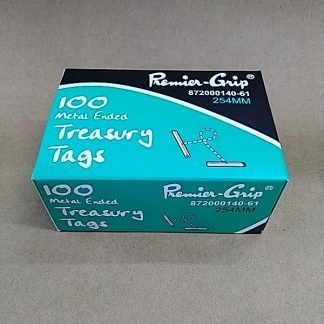 Premier-Grip®
872000140-61
254MM
100
Metal Ended
Treasury
Tags
100
Metal Ended
Treasury
Tags
Premier-Grip®
872000140-61
254MM